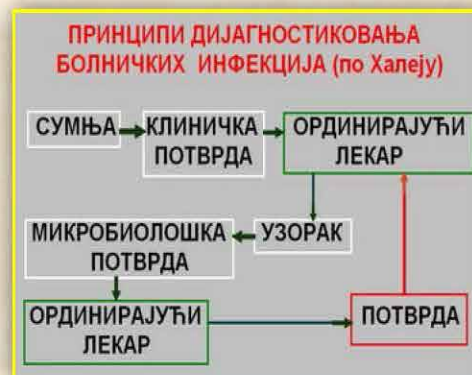 ПРИНЦИПИ ДИЈАГНОСТИКОВАЊА
БОЛНИЧКИХ ИНФЕКЦИЈА (по Халеју)
СУМЊА
КЛИНИЧКА
ПОТВРДА
ОРДИНИРАЈУЋИ
ЛЕКАР
МИКРОБИОЛОШКА
ПОТВРДА
УЗОРАК
ОРДИНИРАЈУЋИ
ЛЕКАР
ПОТВРДА